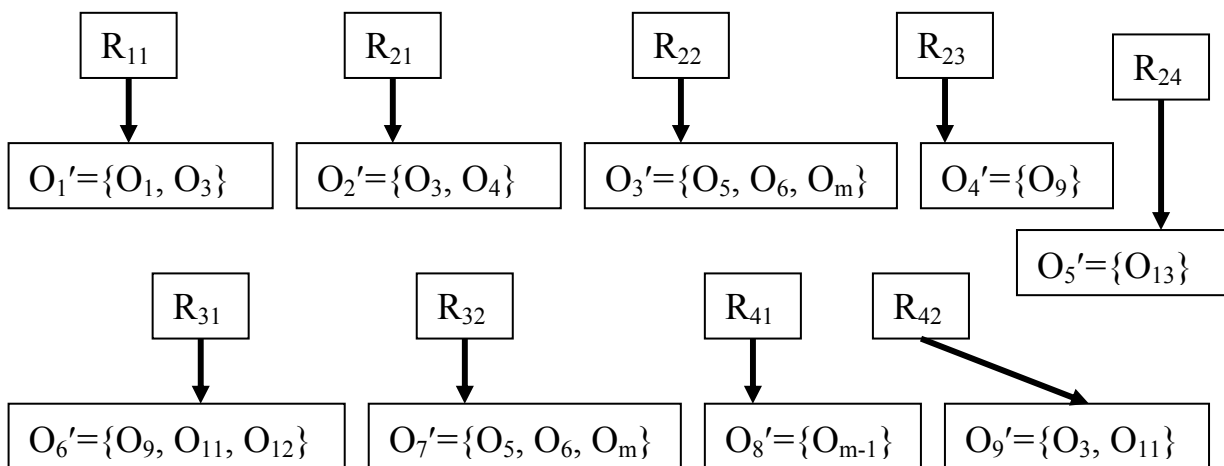 R₁₁ R₂₁ R₂₂ R₂₃ R₂₄
O₁′={O₁, O₃} O₂′={O₃, O₄} O₃′={O₅, O₆, Oₘ} O₄′={O₉}
O₅′={O₁₃}
R₃₁ R₃₂ R₄₁ R₄₂
O₆′={O₉, O₁₁, O₁₂} O₇′={O₅, O₆, Oₘ} O₈′={Oₘ₋₁} O₉′={O₃, O₁₁}